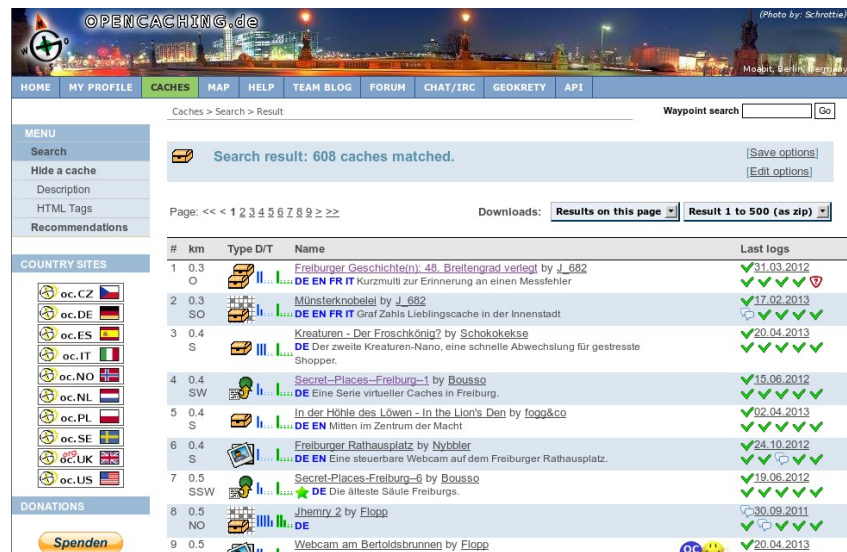 (Photo by: Schrottie)
OPENCACHING.de
N
W
O
S
Moabit, Berlin, Germany
HOME MY PROFILE CACHES MAP HELP TEAM BLOG FORUM CHAT/IRC GEOKRETY API
Caches > Search > Result
Waypoint search Go
MENU
Search
Hide a cache
Description
HTML Tags
Recommendations
COUNTRY SITES
oc.CZ
oc.DE
oc.ES
oc.IT
oc.NO
oc.NL
oc.PL
oc.SE
org.
oc.UK
oc.US
DONATIONS
Spenden
Search result: 608 caches matched.
[Save options]
[Edit options]
Page: << < 1 2 3 4 5 6 7 8 9 > >> Downloads: Results on this page Result 1 to 500 (as zip)
# km Type D/T Name Last logs
1 0.3 Freiburger Geschichte(n): 48. Breitengrad verlegt by J_682 31.03.2012
O DE EN FR IT Kurzmulti zur Erinnerung an einen Messfehler
2 0.3 Münsterknobelei by J_682 17.02.2013
SO DE EN FR IT Graf Zahls Lieblingscache in der Innenstadt
3 0.4 Kreaturen - Der Froschkönig? by Schokokekse 20.04.2013
S DE Der zweite Kreaturen-Nano, eine schnelle Abwechslung für gestresste
Shopper.
4 0.4 Secret--Places--Freiburg--1 by Bousso 15.06.2012
SW DE Eine Serie virtueller Caches in Freiburg.
5 0.4 In der Höhle des Löwen - In the Lion's Den by fogg&co 02.04.2013
S DE EN Mitten im Zentrum der Macht
6 0.4 Freiburger Rathausplatz by Nybbler 24.10.2012
S DE EN Eine steuerbare Webcam auf dem Freiburger Rathausplatz.
7 0.5 Secret-Places-Freiburg--6 by Bousso 19.06.2012
SSW DE Die älteste Säule Freiburgs.
8 0.5 Jhemry 2 by Flopp 30.09.2011
NO DE
9 0.5 Webcam am Bertoldsbrunnen by Flopp OC 20.04.2013